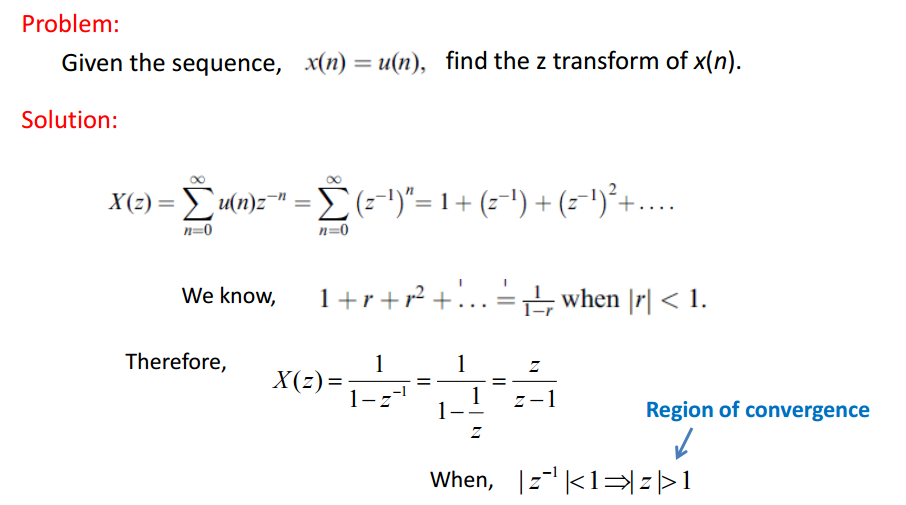 Problem:
Given the sequence, x(n) = u(n), find the z transform of x(n).
Solution:
X(z) = ∑_{n=0}^{∞} u(n)z⁻ⁿ = ∑_{n=0}^{∞} (z⁻¹)ⁿ = 1 + (z⁻¹) + (z⁻¹)² + ....
We know, 1 + r + r² + ... = 1/(1−r) when |r| < 1.
Therefore, X(z) = 1/(1−z⁻¹) = 1/(1−1/z) = z/(z−1)
Region of convergence
When, |z⁻¹|<1⇒|z|>1